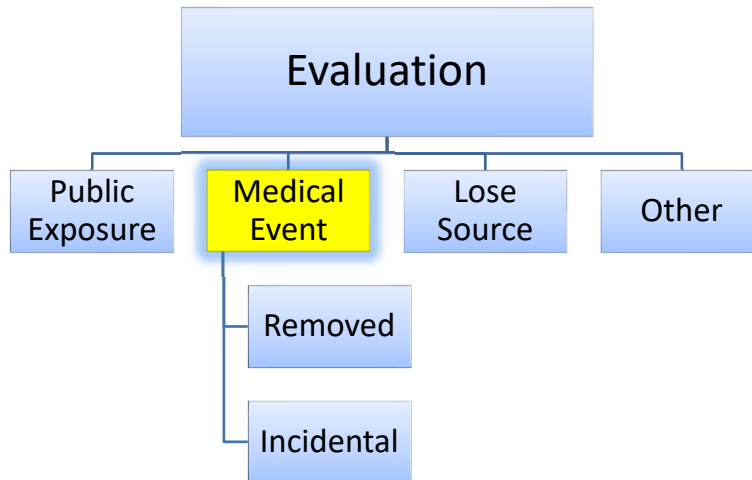 Evaluation
Public
Exposure
Medical
Event
Lose
Source
Other
Removed
Incidental